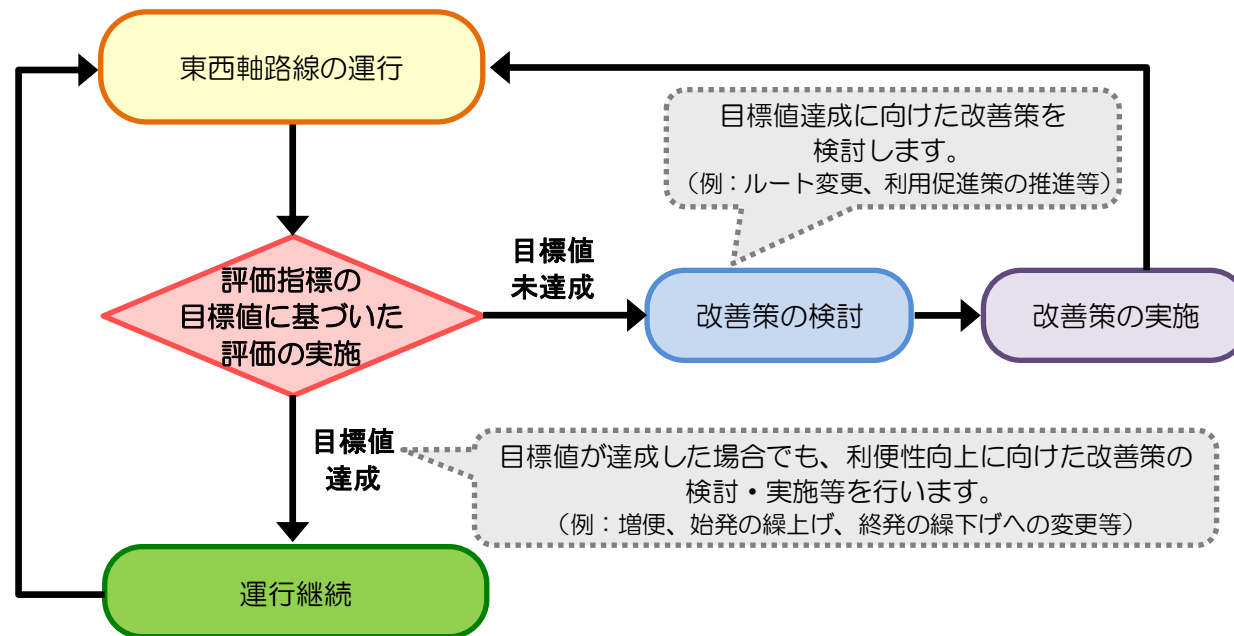 東西軸路線の運行
目標値達成に向けた改善策を
検討します。
(例:ルート変更、利用促進策の推進等)
評価指標の
目標値に基づいた
評価の実施
目標値
未達成
改善策の検討
改善策の実施
目標値
達成
目標値が達成した場合でも、利便性向上に向けた改善策の
検討・実施等を行います。
(例:増便、始発の繰上げ、終発の繰下げへの変更等)
運行継続